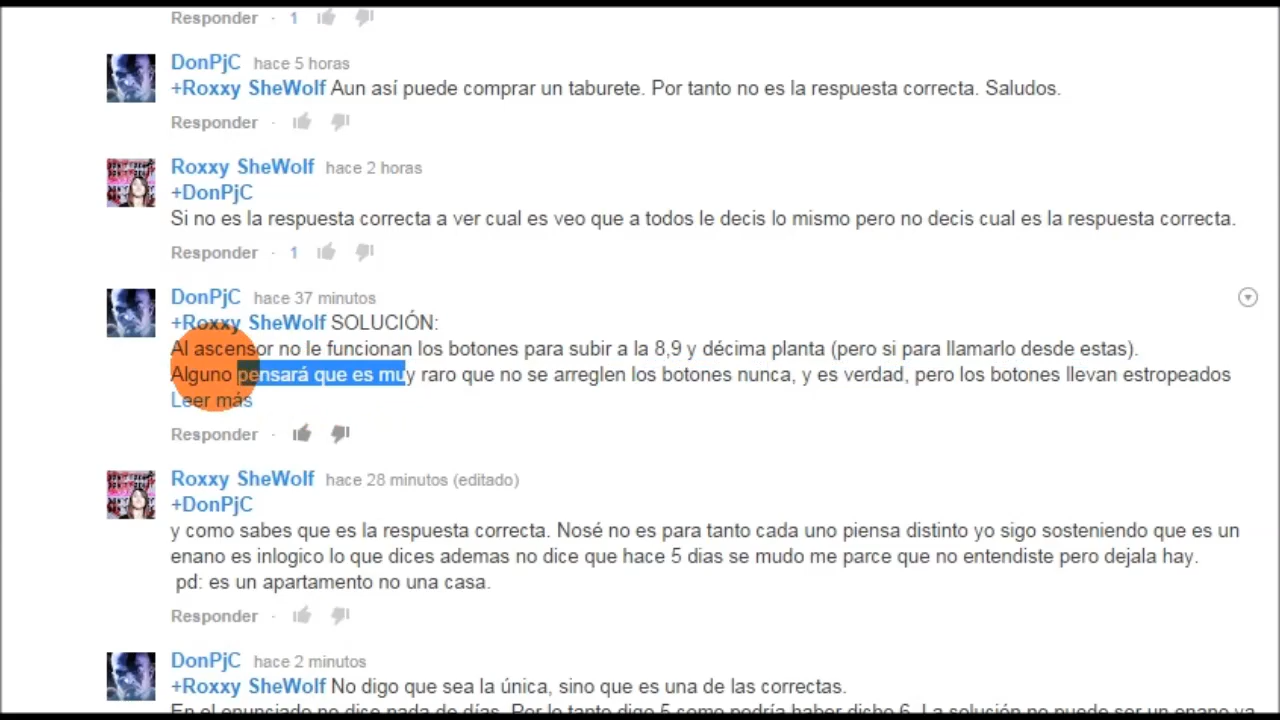 Responder · 1
DonPjC hace 5 horas
+Roxxy SheWolf Aun así puede comprar un taburete. Por tanto no es la respuesta correcta. Saludos.
Responder ·
Roxxy SheWolf hace 2 horas
+DonPjC
Si no es la respuesta correcta a ver cual es veo que a todos le decis lo mismo pero no decis cual es la respuesta correcta.
Responder · 1
DonPjC hace 37 minutos
+Roxxy SheWolf SOLUCIÓN:
Al ascensor no le funcionan los botones para subir a la 8,9 y décima planta (pero si para llamarlo desde estas).
Alguno pensará que es muy raro que no se arreglen los botones nunca, y es verdad, pero los botones llevan estropeados
Leer más
Responder ·
Roxxy SheWolf hace 28 minutos (editado)
+DonPjC
y como sabes que es la respuesta correcta. Nosé no es para tanto cada uno piensa distinto yo sigo sosteniendo que es un
enano es inlogico lo que dices ademas no dice que hace 5 dias se mudo me parce que no entendiste pero dejala hay.
pd: es un apartamento no una casa.
Responder ·
DonPjC hace 2 minutos
+Roxxy SheWolf No digo que sea la única, sino que es una de las correctas.
En el enunciado no dice nada de días. Por lo tanto digo 5 como podría haber dicho 6. La solución no puede ser un enano ya